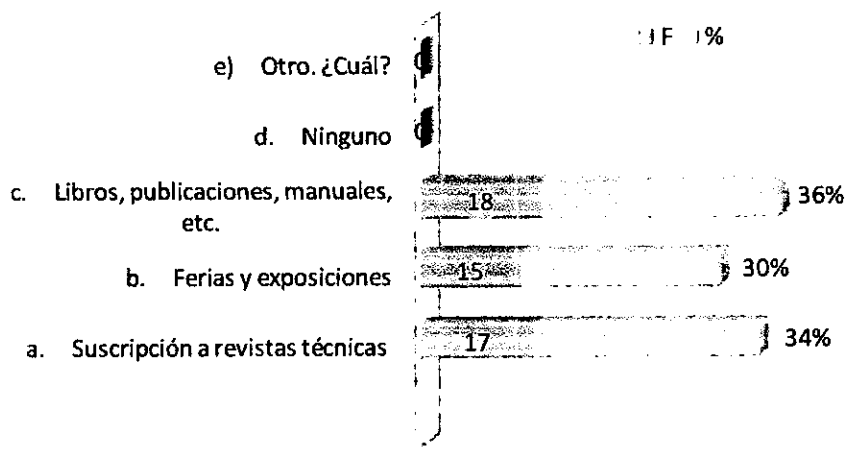 F %
e) Otro. ¿Cuál?
d. Ninguno
c. Libros, publicaciones, manuales,
etc.
18
36%
b. Ferias y exposiciones
15
30%
a. Suscripción a revistas técnicas
17
34%